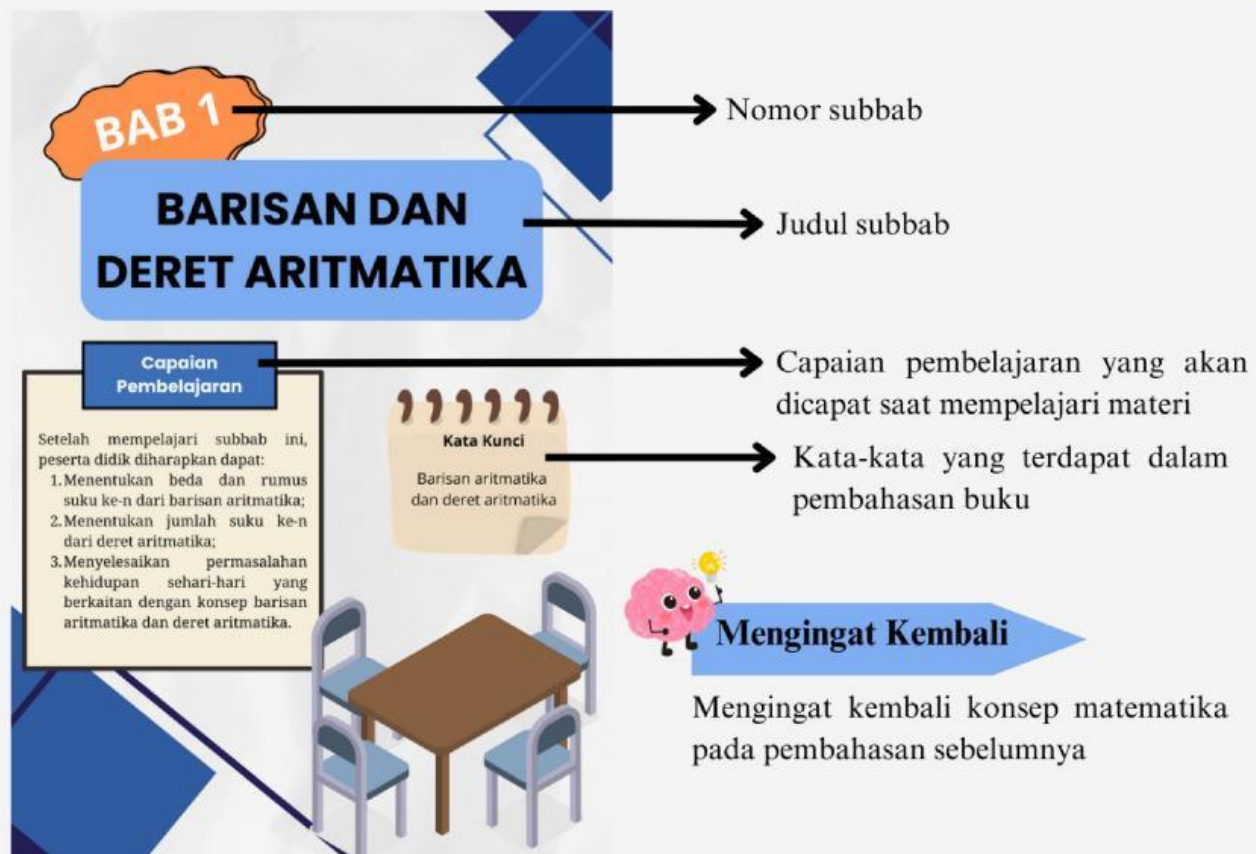 BAB 1
Nomor subbab
BARISAN DAN
DERET ARITMATIKA
Judul subbab
Capaian
Pembelajaran
Capaian pembelajaran yang akan
dicapat saat mempelajari materi
Setelah mempelajari subbab ini,
peserta didik diharapkan dapat:
1.Menentukan beda dan rumus
suku ke-n dari barisan aritmatika;
2.Menentukan jumlah suku ke-n
dari deret aritmatika;
3.Menyelesaikan permasalahan
kehidupan sehari-hari yang
berkaitan dengan konsep barisan
aritmatika dan deret aritmatika.
Kata Kunci
Barisan aritmatika
dan deret aritmatika
Kata-kata yang terdapat dalam
pembahasan buku
Mengingat Kembali
Mengingat kembali konsep matematika
pada pembahasan sebelumnya